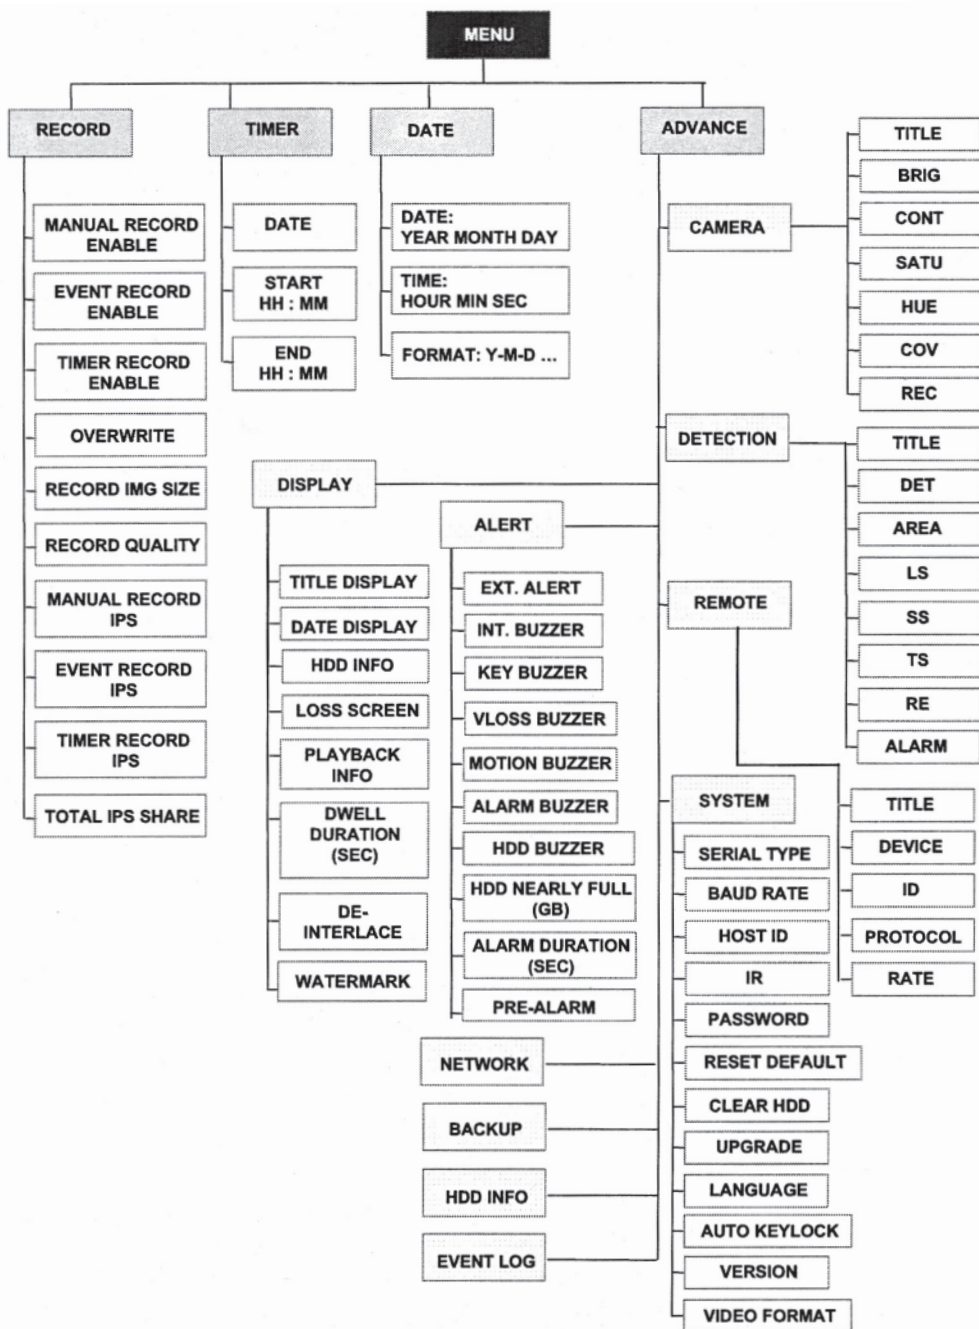 MENU
RECORD
MANUAL RECORD
ENABLE
EVENT RECORD
ENABLE
TIMER RECORD
ENABLE
OVERWRITE
RECORD IMG SIZE
RECORD QUALITY
MANUAL RECORD
IPS
EVENT RECORD
IPS
TIMER RECORD
IPS
TOTAL IPS SHARE
TIMER
DATE
START
HH : MM
END
HH : MM
DATE
DATE:
YEAR MONTH DAY
TIME:
HOUR MIN SEC
FORMAT: Y-M-D ...
ADVANCE
CAMERA
TITLE
BRIG
CONT
SATU
HUE
COV
REC
DETECTION
TITLE
DET
AREA
LS
SS
TS
RE
ALARM
DISPLAY
TITLE DISPLAY
DATE DISPLAY
HDD INFO
LOSS SCREEN
PLAYBACK
INFO
DWELL
DURATION
(SEC)
DE-
INTERLACE
WATERMARK
ALERT
EXT. ALERT
INT. BUZZER
KEY BUZZER
VLOSS BUZZER
MOTION BUZZER
ALARM BUZZER
HDD BUZZER
HDD NEARLY FULL
(GB)
ALARM DURATION
(SEC)
PRE-ALARM
REMOTE
TITLE
DEVICE
ID
PROTOCOL
RATE
SYSTEM
SERIAL TYPE
BAUD RATE
HOST ID
IR
PASSWORD
RESET DEFAULT
CLEAR HDD
UPGRADE
LANGUAGE
AUTO KEYLOCK
VERSION
VIDEO FORMAT
NETWORK
BACKUP
HDD INFO
EVENT LOG